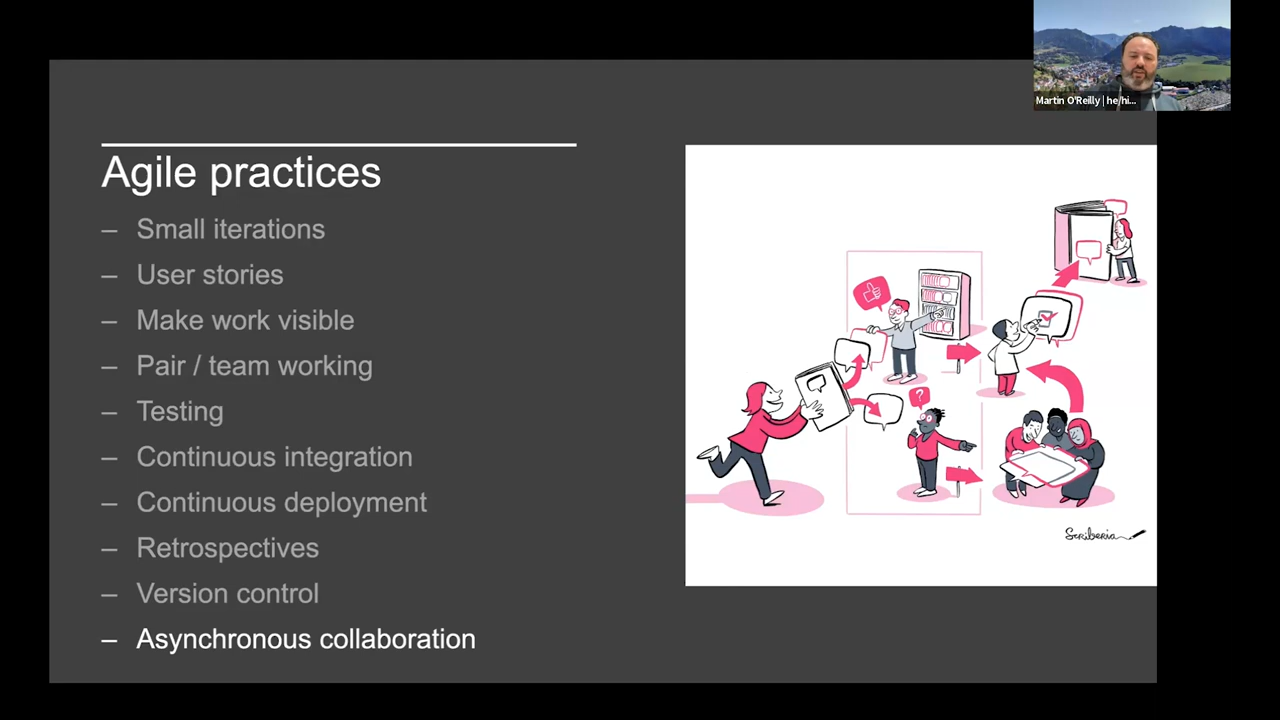 Martin O'Reilly | he/hi...
Agile practices
– Small iterations
– User stories
– Make work visible
– Pair / team working
– Testing
– Continuous integration
– Continuous deployment
– Retrospectives
– Version control
– Asynchronous collaboration
?
Scriberia